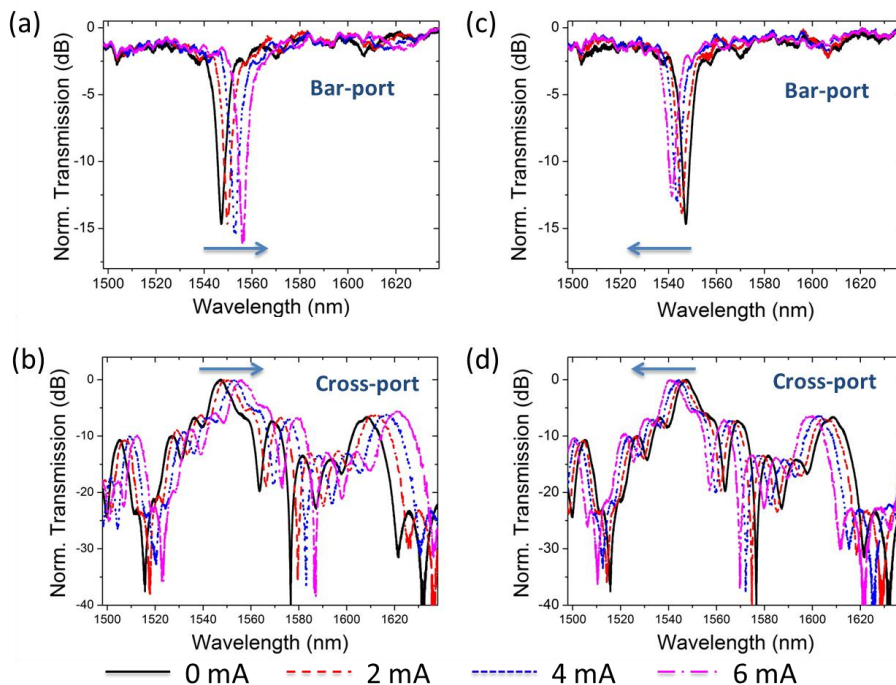 (a)
0
-5
-10
-15
Norm. Transmission (dB)
Bar-port
1500 1520 1540 1560 1580 1600 1620
Wavelength (nm)
(c)
0
-5
-10
-15
Norm. Transmission (dB)
Bar-port
1500 1520 1540 1560 1580 1600 1620
Wavelength (nm)
(b)
0
-10
-20
-30
-40
Norm. Transmission (dB)
Cross-port
1500 1520 1540 1560 1580 1600 1620
Wavelength (nm)
(d)
0
-10
-20
-30
-40
Norm. Transmission (dB)
Cross-port
1500 1520 1540 1560 1580 1600 1620
Wavelength (nm)
0 mA 2 mA 4 mA 6 mA